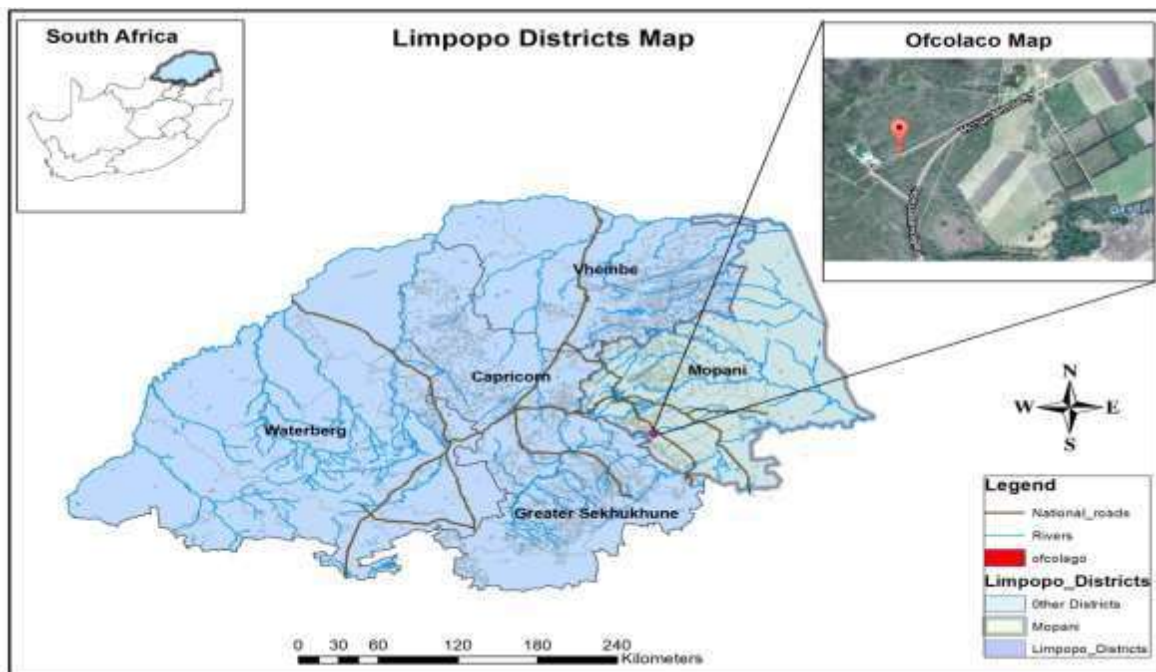 South Africa
Limpopo Districts Map
Ofcolaco Map
Vhembe
Mopani
Capricorn
Waterberg
Greater Sekhukhune
N
W E
S
Legend
National_roads
Rivers
ofcolago
Limpopo_Districts
Other Districts
Mopani
Limpopo_Districts
0 30 60 120 180 240
Kilometers